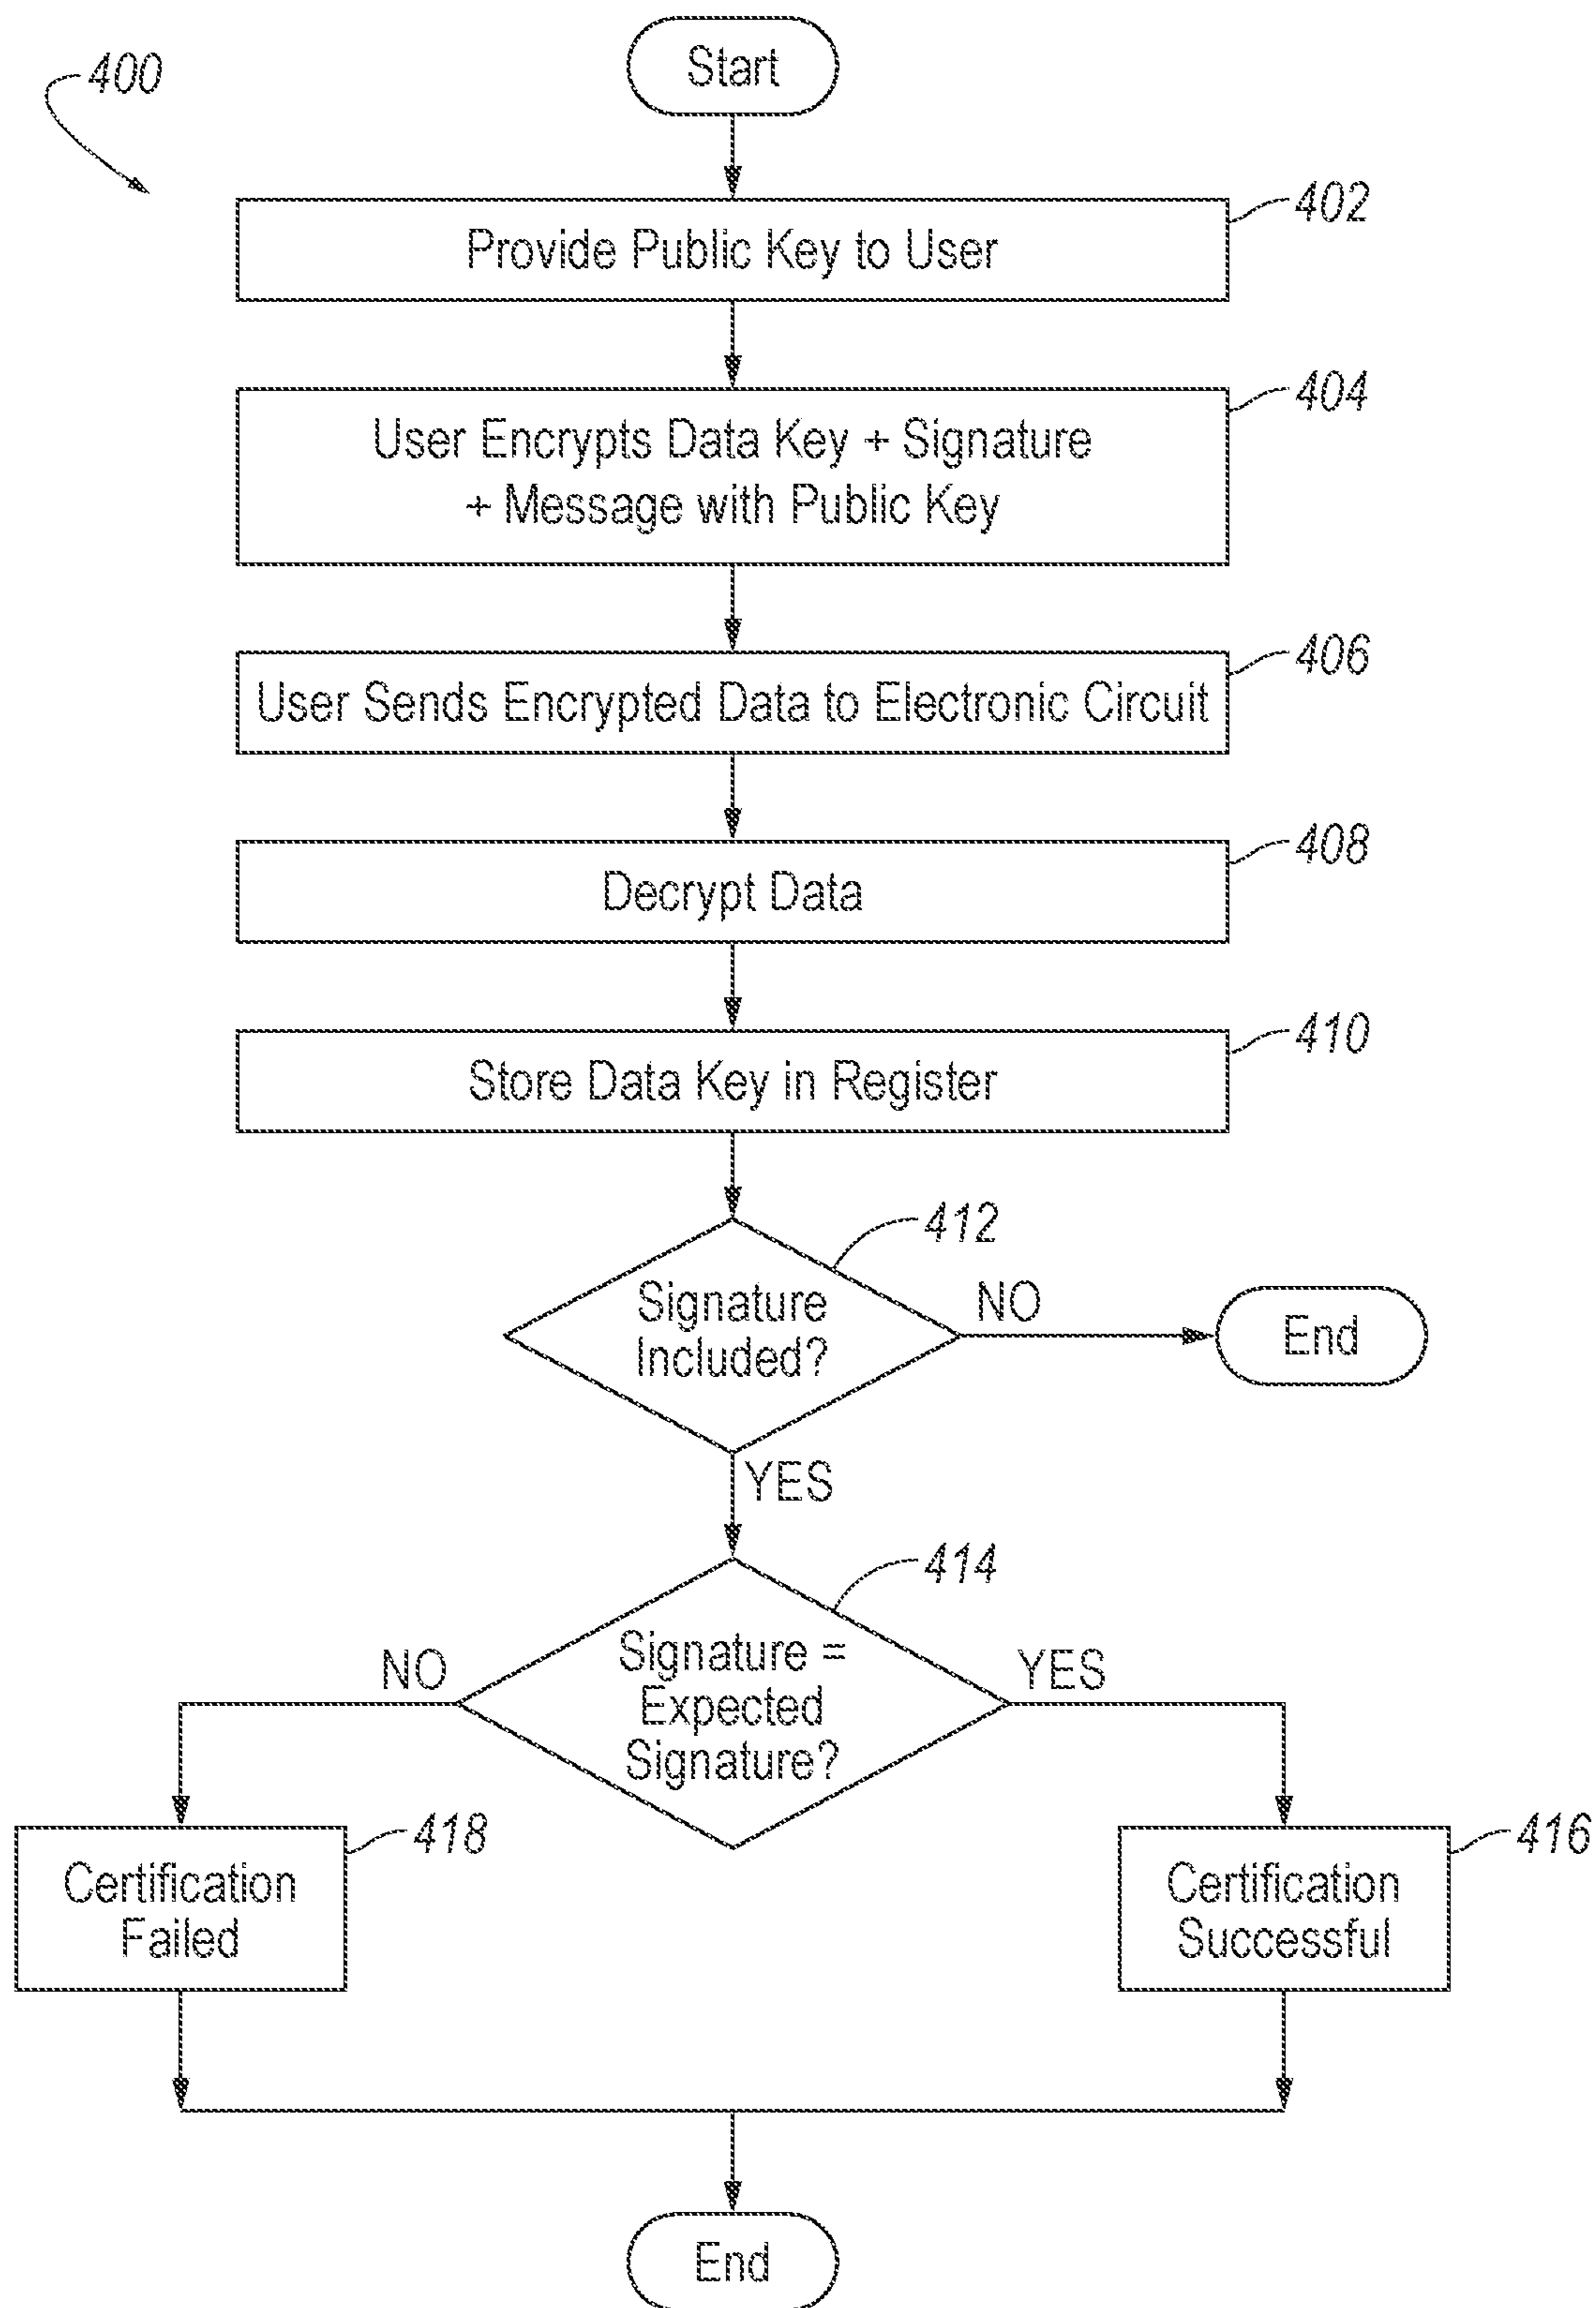 400
Start
402
Provide Public Key to User
404
User Encrypts Data Key + Signature
+ Message with Public Key
406
User Sends Encrypted Data to Electronic Circuit
408
Decrypt Data
410
Store Data Key in Register
412
Signature
Included?
NO
End
YES
414
Signature =
Expected
Signature?
NO
YES
418
Certification
Failed
416
Certification
Successful
End